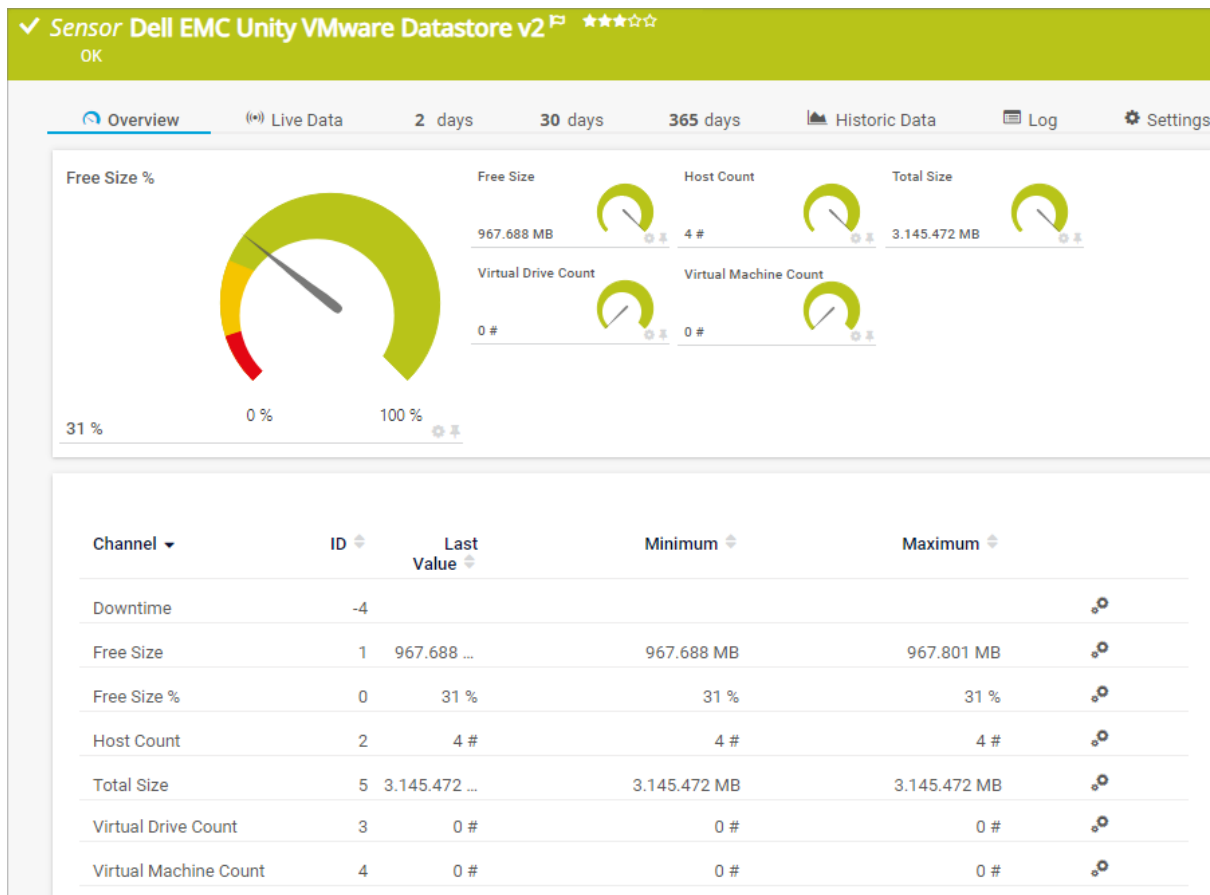 Sensor Dell EMC Unity VMware Datastore v2
OK
Overview Live Data 2 days 30 days 365 days Historic Data Log Settings
Free Size %
0 % 100 %
31 %
Free Size
967.688 MB
Host Count
4 #
Total Size
3.145.472 MB
Virtual Drive Count
0 #
Virtual Machine Count
0 #
Channel ID Last Value Minimum Maximum
Downtime -4
Free Size 1 967.688 ... 967.688 MB 967.801 MB
Free Size % 0 31 % 31 % 31 %
Host Count 2 4 # 4 # 4 #
Total Size 5 3.145.472 ... 3.145.472 MB 3.145.472 MB
Virtual Drive Count 3 0 # 0 # 0 #
Virtual Machine Count 4 0 # 0 # 0 #